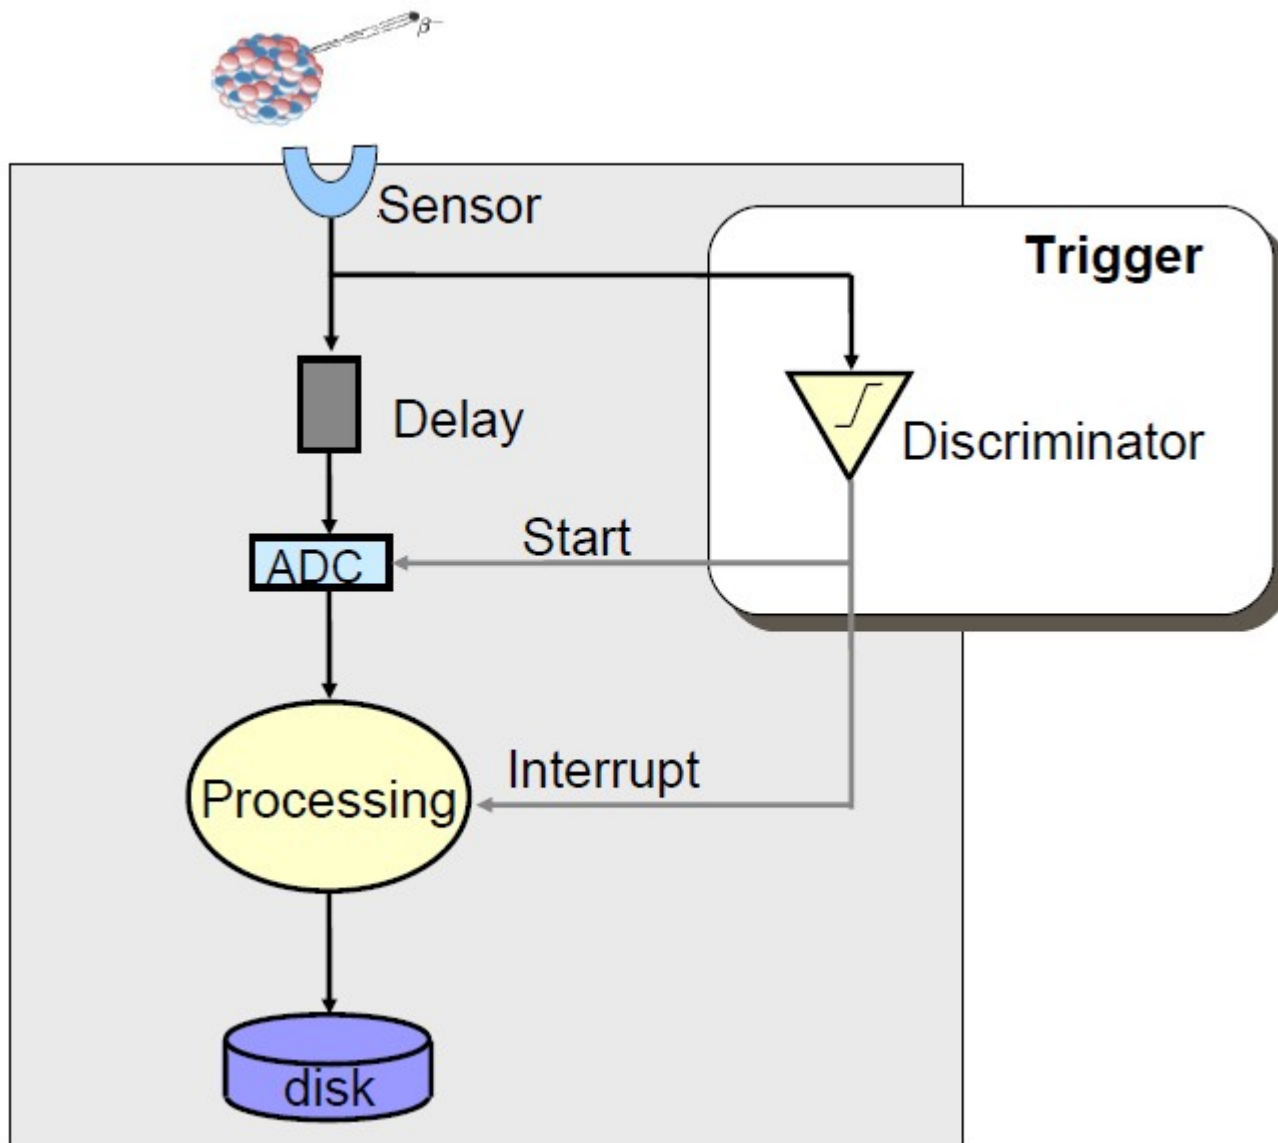 β⁻
Sensor
Trigger
Delay
Discriminator
Start
ADC
Interrupt
Processing
disk